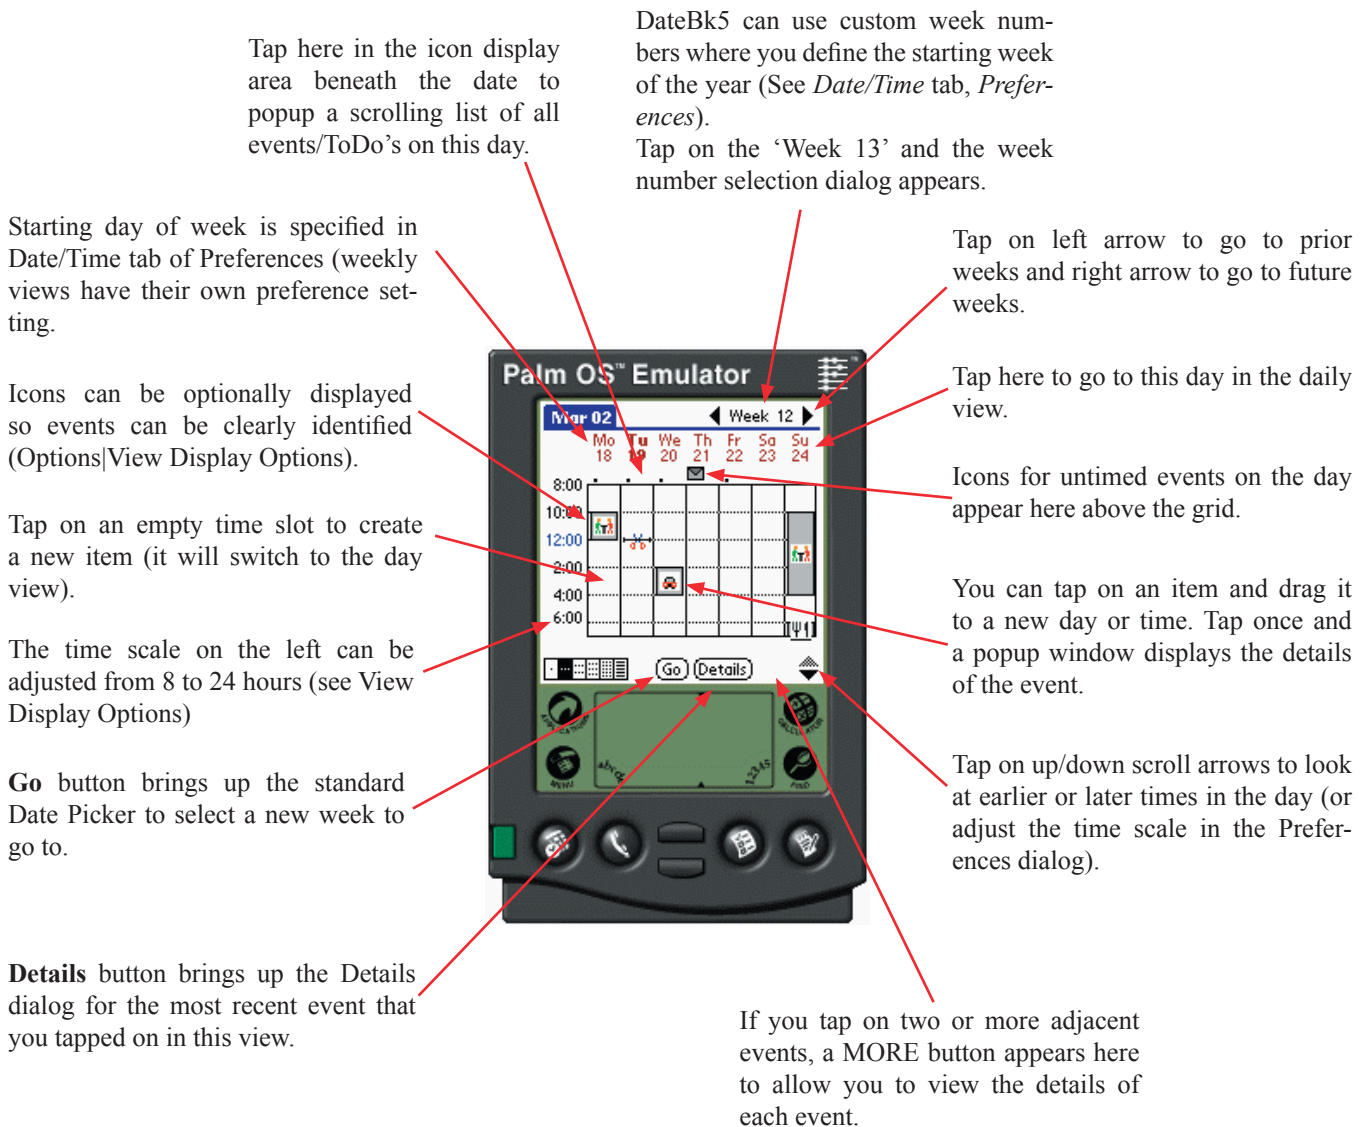 DateBk5 can use custom week num-
bers where you define the starting week
of the year (See Date/Time tab, Prefer-
ences).
Tap on the ‘Week 13’ and the week
number selection dialog appears.
Tap here in the icon display
area beneath the date to
popup a scrolling list of all
events/ToDo’s on this day.
Starting day of week is specified in
Date/Time tab of Preferences (weekly
views have their own preference set-
ting.
Icons can be optionally displayed
so events can be clearly identified
(Options|View Display Options).
Tap on an empty time slot to create
a new item (it will switch to the day
view).
The time scale on the left can be
adjusted from 8 to 24 hours (see View
Display Options)
Go button brings up the standard
Date Picker to select a new week to
go to.
Details button brings up the Details
dialog for the most recent event that
you tapped on in this view.
Palm OS™ Emulator
Mar 02
Week 12
Mo Tu We Th Fr Sa Su
18 19 20 21 22 23 24
8:00
10:00
12:00
2:00
4:00
6:00
Go Details
APPLICATIONS
CALCULATOR
MENU
abcd
12345
FIND
Tap on left arrow to go to prior
weeks and right arrow to go to future
weeks.
Tap here to go to this day in the daily
view.
Icons for untimed events on the day
appear here above the grid.
You can tap on an item and drag it
to a new day or time. Tap once and
a popup window displays the details
of the event.
Tap on up/down scroll arrows to look
at earlier or later times in the day (or
adjust the time scale in the Prefer-
ences dialog).
If you tap on two or more adjacent
events, a MORE button appears here
to allow you to view the details of
each event.